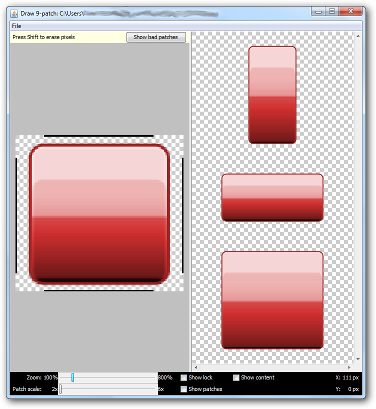 Draw 9-patch: C:\Users\
File
Press Shift to erase pixels
Show bad patches
Zoom: 100% 800% Show lock Show content X: 111 px
Patch scale: 2x 6x Show patches Y: 0 px